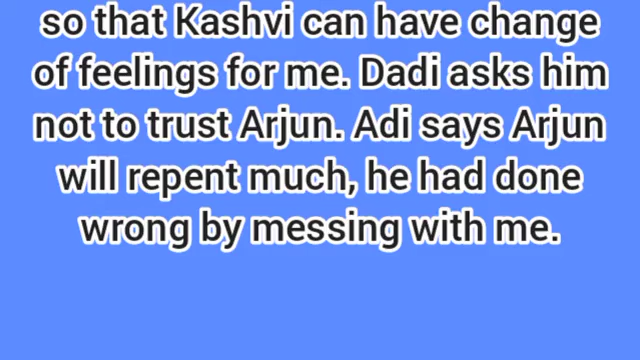 so that Kashvi can have change
of feelings for me. Dadi asks him
not to trust Arjun. Adi says Arjun
will repent much, he had done
wrong by messing with me.